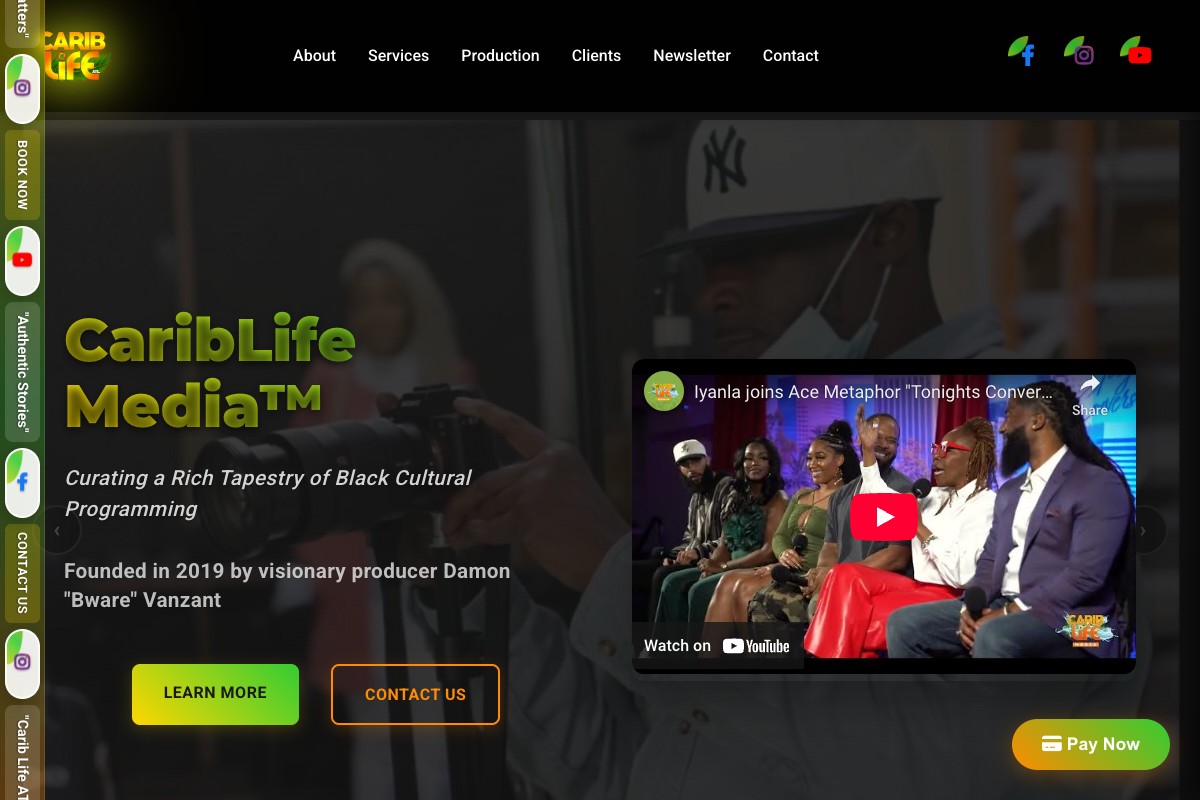 CARIB
LiFE
About
Services
Production
Clients
Newsletter
Contact
atters"
BOOK NOW
"Authentic Stories"
CONTACT US
"Carib Life AT
NY
CaribLife
Media™
Curating a Rich Tapestry of Black Cultural
Programming
Founded in 2019 by visionary producer Damon
"Bware" Vanzant
LEARN MORE
CONTACT US
Iyanla joins Ace Metaphor "Tonights Conver...
Share
CARIB
LiFE
Watch on YouTube
Pay Now